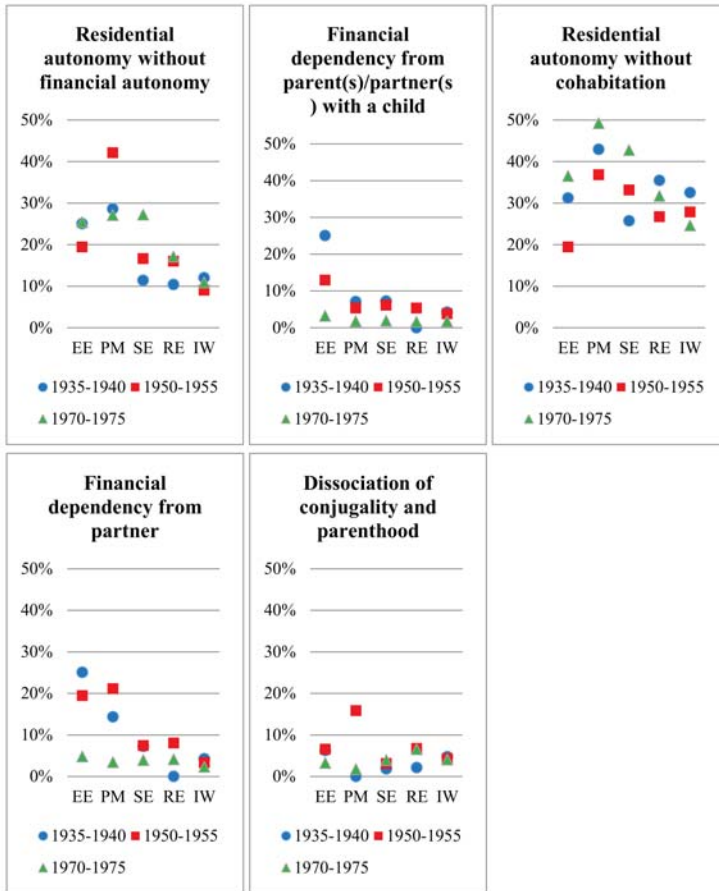 Residential
autonomy without
financial autonomy
50%
40%
30%
20%
10%
0%
EE PM SE RE IW
1935-1940 1950-1955
1970-1975
Financial
dependency from
parent(s)/partner(s
) with a child
50%
40%
30%
20%
10%
0%
EE PM SE RE IW
1935-1940 1950-1955
1970-1975
Residential
autonomy without
cohabitation
50%
40%
30%
20%
10%
0%
EE PM SE RE IW
1935-1940 1950-1955
1970-1975
Financial
dependency from
partner
50%
40%
30%
20%
10%
0%
EE PM SE RE IW
1935-1940 1950-1955
1970-1975
Dissociation of
conjugality and
parenthood
50%
40%
30%
20%
10%
0%
EE PM SE RE IW
1935-1940 1950-1955
1970-1975